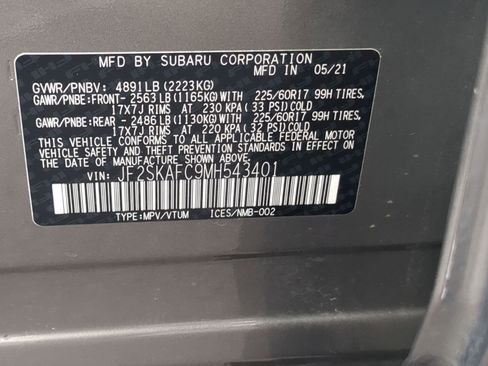 MFD BY SUBARU CORPORATION
MFD IN 05/21
GVWR/PNBV: 4891LB (2223KG)
GAWR/PNBE:FRONT- 2563LB (1165KG)WITH 225/60R17 99H TIRES,
17X7J RIMS AT 230 KPA ( 33 PSI)COLD
GAWR/PNBE:REAR - 2486LB (1130KG)WITH 225/60R17 99H TIRES,
17X7J RIMS AT 220 KPA ( 32 PSI)COLD
THIS VEHICLE CONFORMS TO ALL APPLICABLE FEDERAL MOTOR
VEHICLE SAFETY, BUMPER, AND THEFT PREVENTION STANDARDS IN EFFECT
ON THE DATE OF MANUFACTURE SHOWN ABOVE.
VIN: JF2SKAFC9MH543401
TYPE:MPV/VTUM ICES/NMB-002